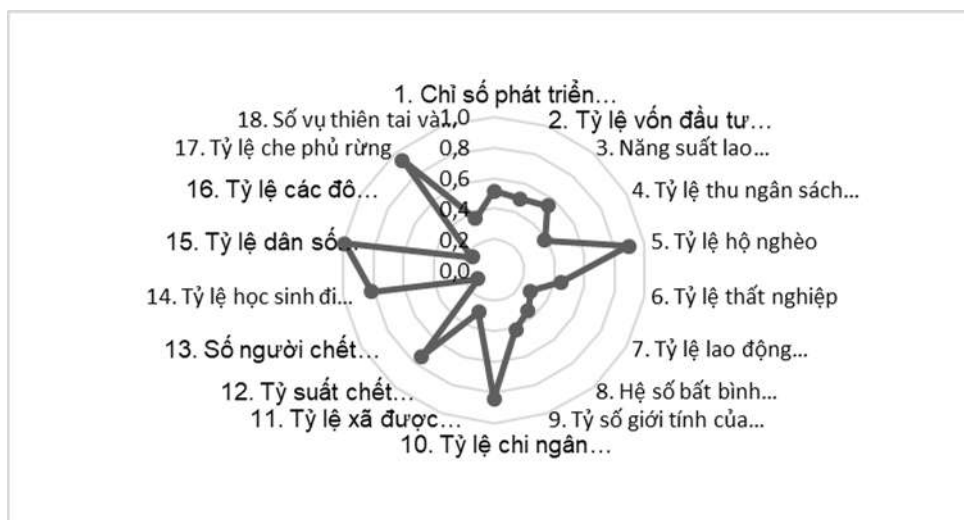 1. Chỉ số phát triển…
2. Tỷ lệ vốn đầu tư…
3. Năng suất lao…
4. Tỷ lệ thu ngân sách…
5. Tỷ lệ hộ nghèo
6. Tỷ lệ thất nghiệp
7. Tỷ lệ lao động…
8. Hệ số bất bình…
9. Tỷ số giới tính của…
10. Tỷ lệ chi ngân…
11. Tỷ lệ xã được…
12. Tỷ suất chết…
13. Số người chết…
14. Tỷ lệ học sinh đi…
15. Tỷ lệ dân số…
16. Tỷ lệ các đô…
17. Tỷ lệ che phủ rừng
18. Số vụ thiên tai và…
1,0
0,8
0,6
0,4
0,2
0,0